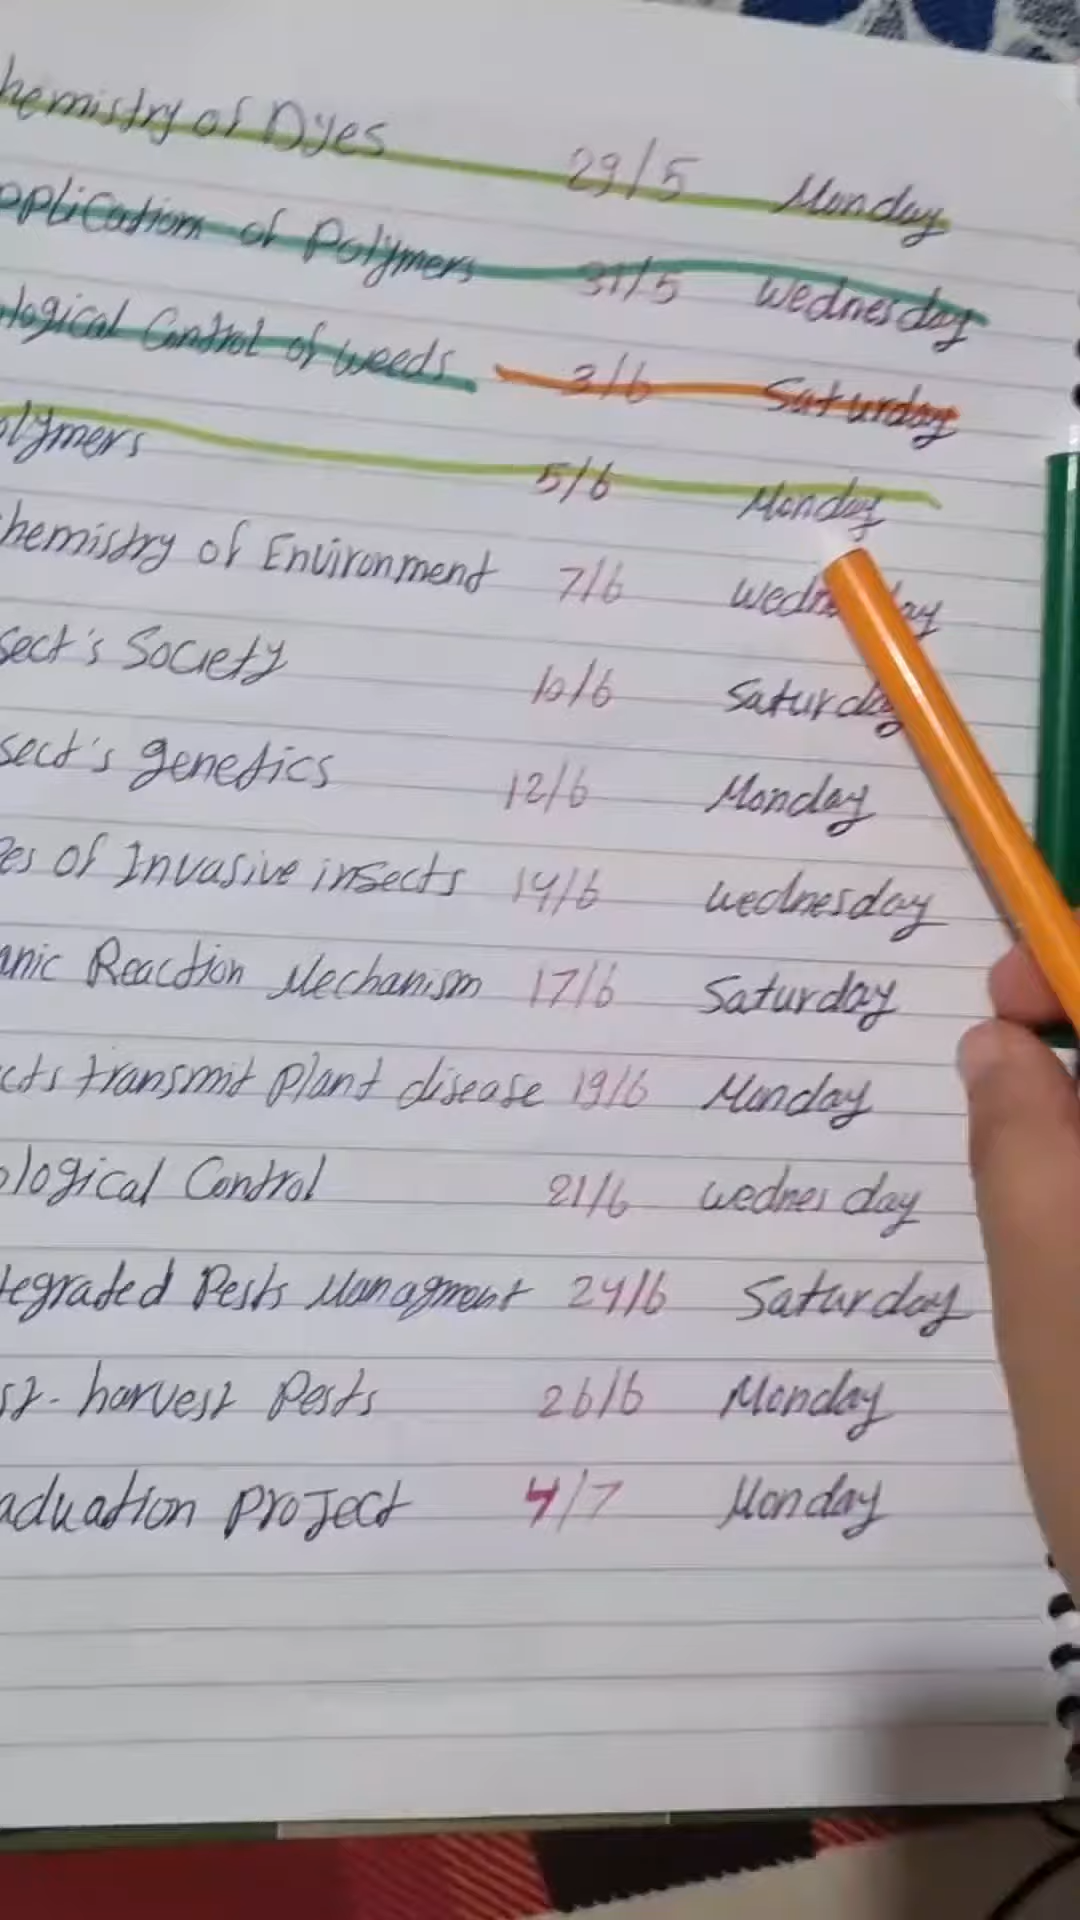 hemistry of Dyes 29/5 Monday
pplication of Polymers 31/5 Wednesday
logical Control of weeds 3/6 Saturday
olymers 5/6 Monday
hemistry of Environment 7/6 Wednesday
sect's Society 10/6 Saturday
sect's genetics 12/6 Monday
es of Invasive insects 14/6 wednesday
anic Reaction Mechanism 17/6 Saturday
cts transmit plant disease 19/6 Monday
ological Control 21/6 wednesday
tegrated Pests Managment 24/6 Saturday
st-harvest Pests 26/6 Monday
aduation Project 4/7 Monday